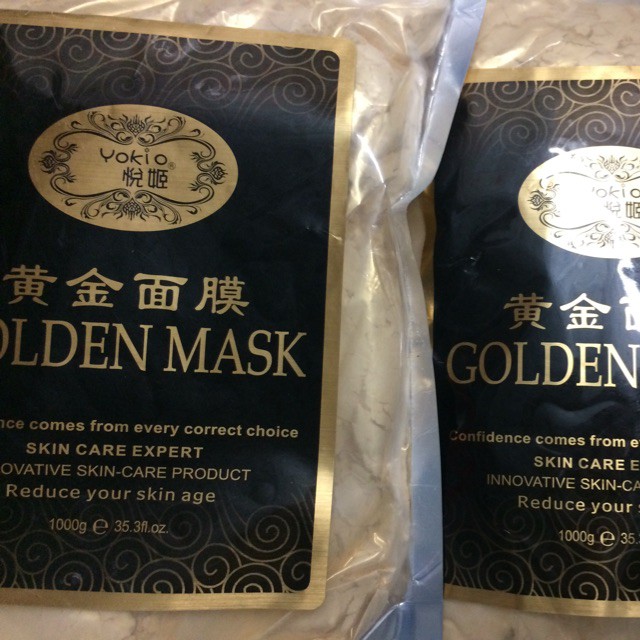 Yokio®
悦姬
黄金面膜
OLDEN MASK
nce comes from every correct choice
SKIN CARE EXPERT
NOVATIVE SKIN-CARE PRODUCT
Reduce your skin age
1000g ℮ 35.3fl.oz.
Yokio
悦姬
黄金
GOLDEN
Confidence comes from e
SKIN CARE E
INNOVATIVE SKIN-CA
Reduce your s
1000g ℮ 35.